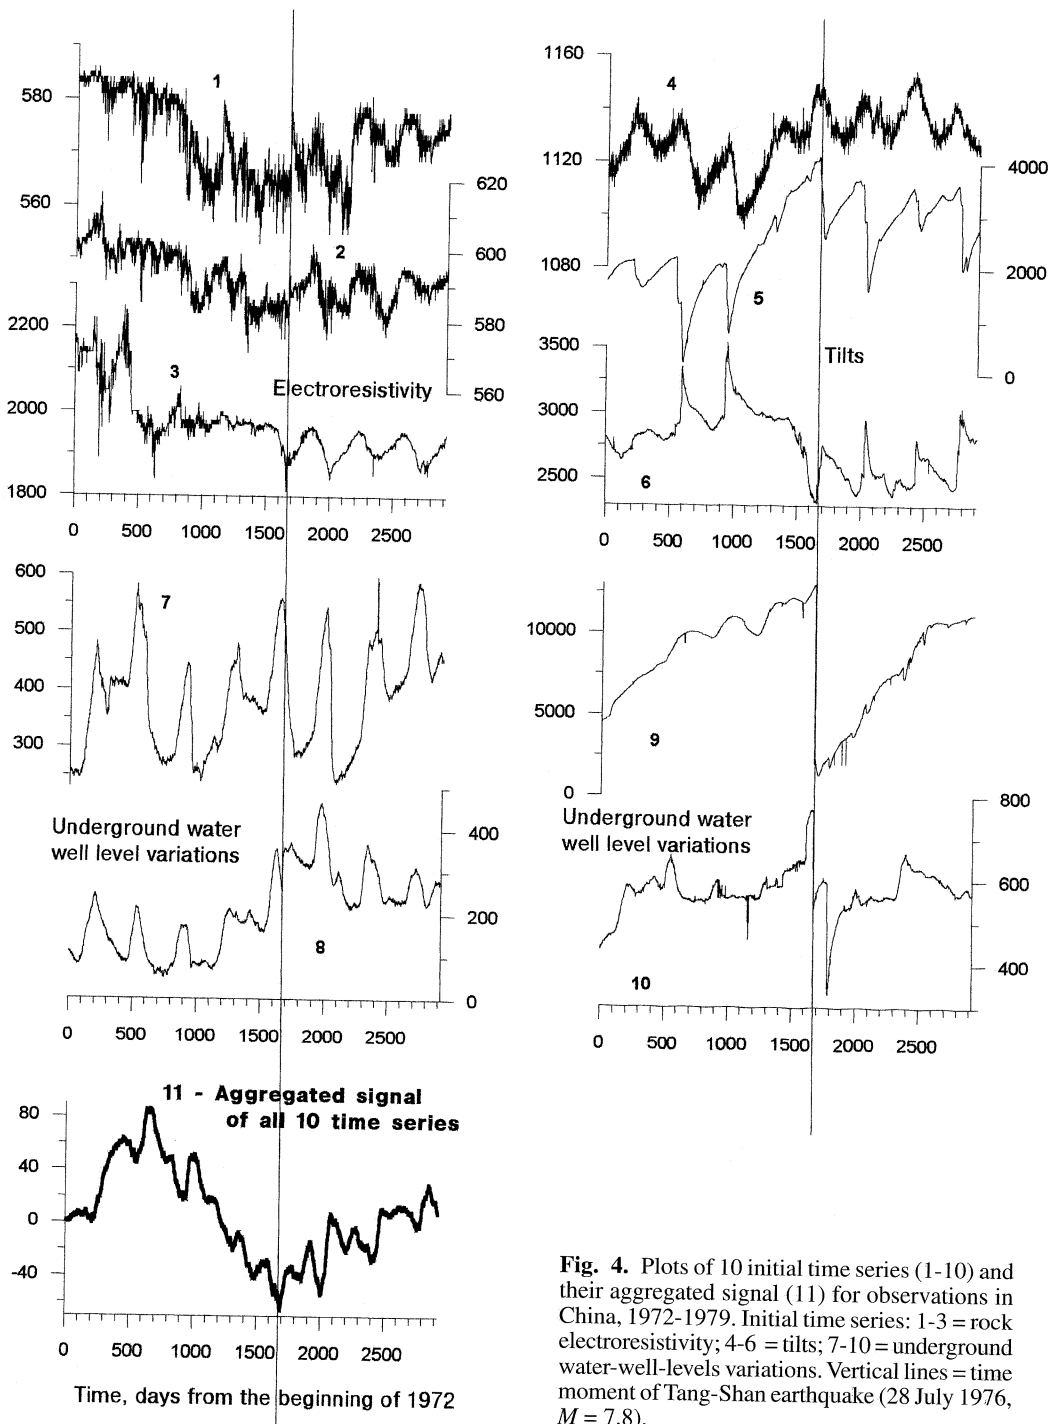 1
580
560
620
600
580
560
2
2200
2000
1800
3
Electroresistivity
0 500 1000 1500 2000 2500
4
1160
1120
1080
4000
2000
0
5
Tilts
3500
3000
2500
6
0 500 1000 1500 2000 2500
600
500
400
300
7
Underground water
well level variations
400
200
0
8
0 500 1000 1500 2000 2500
10000
5000
0
9
Underground water
well level variations
800
600
400
10
0 500 1000 1500 2000 2500
11 - Aggregated signal
of all 10 time series
80
40
0
-40
0 500 1000 1500 2000 2500
Time, days from the beginning of 1972
Fig. 4. Plots of 10 initial time series (1-10) and
their aggregated signal (11) for observations in
China, 1972-1979. Initial time series: 1-3 = rock
electroresistivity; 4-6 = tilts; 7-10 = underground
water-well-levels variations. Vertical lines = time
moment of Tang-Shan earthquake (28 July 1976,
M = 7.8).